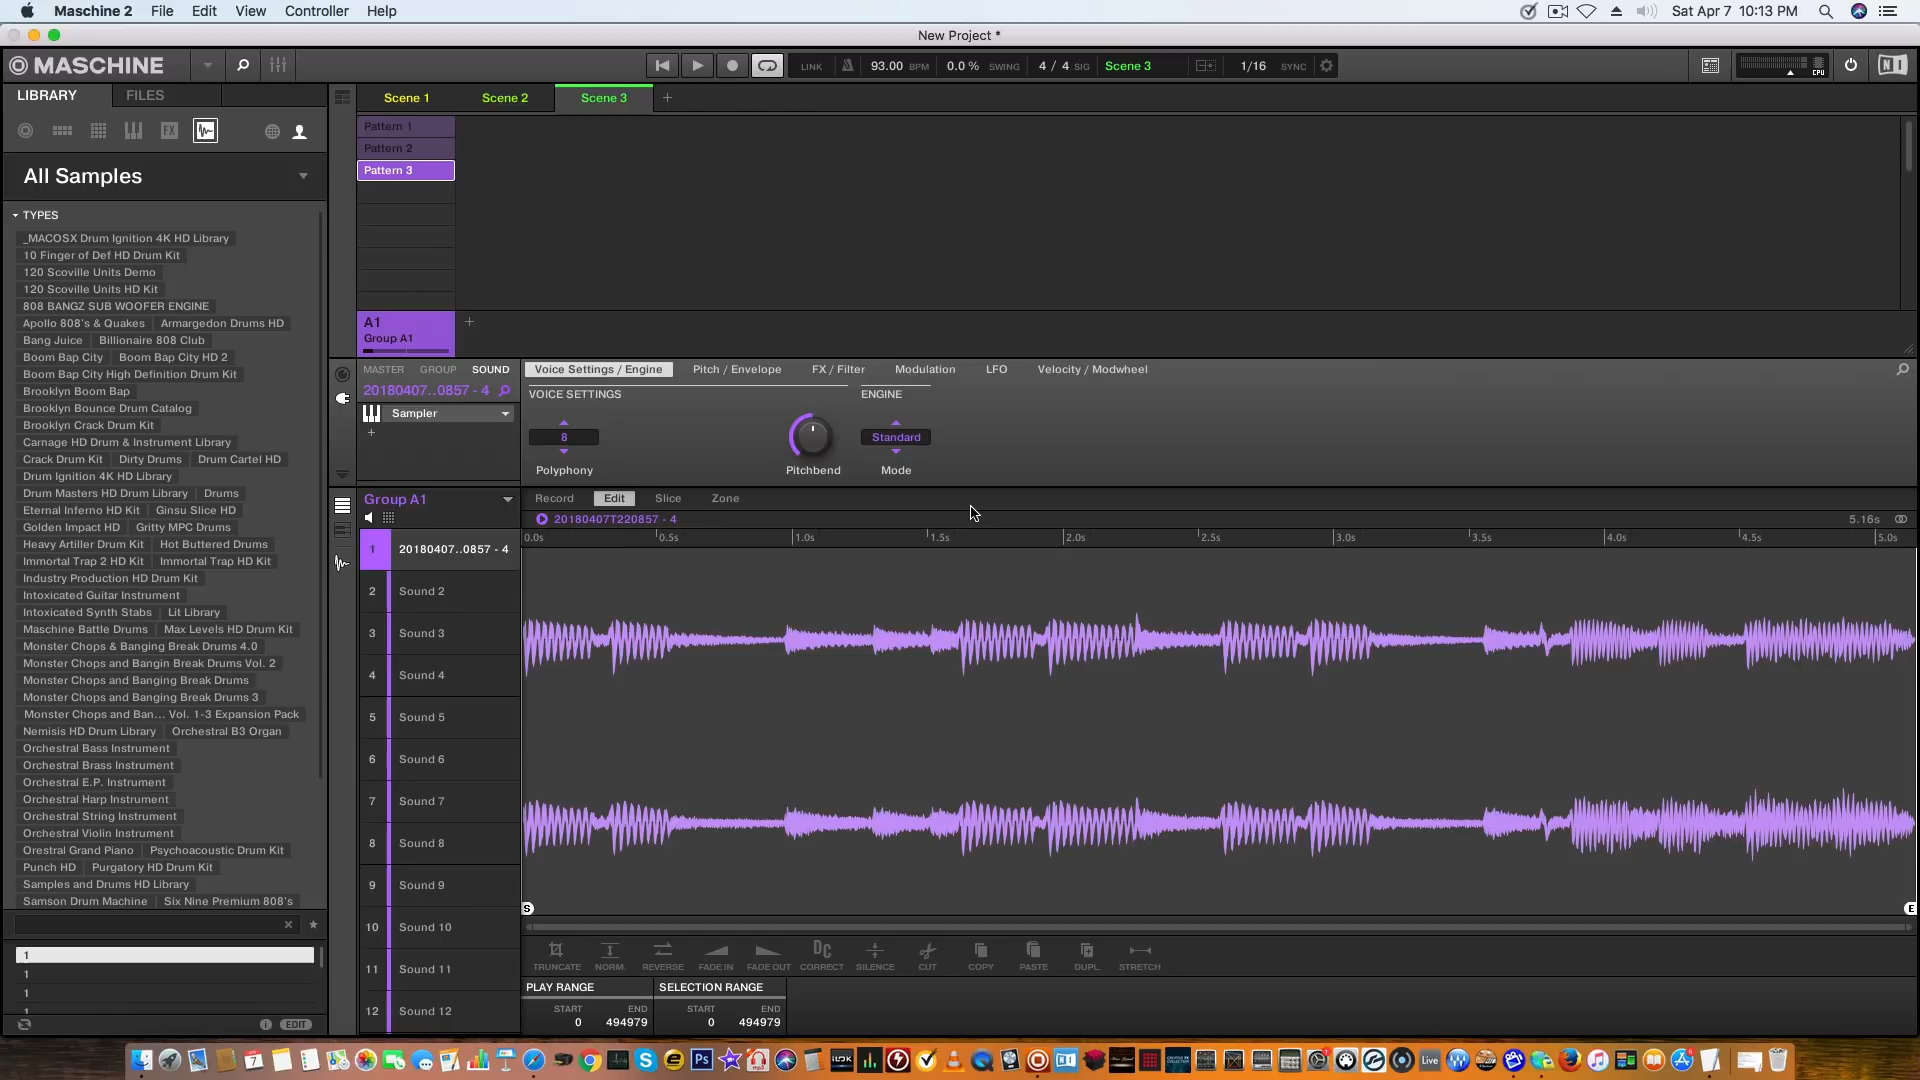 Maschine 2 File Edit View Controller Help Sat Apr 7 10:13 PM
New Project *
MASCHINE LINK 93.00 BPM 0.0% SWING 4 / 4 SIG Scene 3 1/16 SYNC CPU
LIBRARY FILES
Scene 1 Scene 2 Scene 3 +
Pattern 1
FX
Pattern 2
Pattern 3
All Samples
TYPES
_MACOSX Drum Ignition 4K HD Library
10 Finger of Def HD Drum Kit
120 Scoville Units Demo
120 Scoville Units HD Kit
808 BANGZ SUB WOOFER ENGINE
Apollo 808's & Quakes Armargedon Drums HD
Bang Juice Billionaire 808 Club
Boom Bap City Boom Bap City HD 2
Boom Bap City High Definition Drum Kit
Brooklyn Boom Bap
Brooklyn Bounce Drum Catalog
Brooklyn Crack Drum Kit
Carnage HD Drum & Instrument Library
Crack Drum Kit Dirty Drums Drum Cartel HD
Drum Ignition 4K HD Library
Drum Masters HD Drum Library Drums
Eternal Inferno HD Kit Ginsu Slice HD
Golden Impact HD Gritty MPC Drums
Heavy Artiller Drum Kit Hot Buttered Drums
Immortal Trap 2 HD Kit Immortal Trap HD Kit
Industry Production HD Drum Kit
Intoxicated Guitar Instrument
Intoxicated Synth Stabs Lit Library
Maschine Battle Drums Max Levels HD Drum Kit
Monster Chops & Banging Break Drums 4.0
Monster Chops and Bangin Break Drums Vol. 2
Monster Chops and Banging Break Drums
Monster Chops and Banging Break Drums 3
Monster Chops and Ban... Vol. 1-3 Expansion Pack
Nemisis HD Drum Library Orchestral B3 Organ
Orchestral Bass Instrument
Orchestral Brass Instrument
Orchestral E.P. Instrument
Orchestral Harp Instrument
Orchestral String Instrument
Orchestral Violin Instrument
Orestral Grand Piano Psychoacoustic Drum Kit
Punch HD Purgatory HD Drum Kit
Samples and Drums HD Library
Samson Drum Machine Six Nine Premium 808's
1
1
1
EDIT
A1 +
Group A1
MASTER GROUP SOUND
20180407..0857 - 4
Sampler
+
Voice Settings / Engine Pitch / Envelope FX / Filter Modulation LFO Velocity / Modwheel
VOICE SETTINGS ENGINE
8 Standard
Polyphony Pitchbend Mode
Group A1
Record Edit Slice Zone
20180407T220857 - 4 5.16s
0.0s 0.5s 1.0s 1.5s 2.0s 2.5s 3.0s 3.5s 4.0s 4.5s 5.0s
1 20180407..0857 - 4
2 Sound 2
3 Sound 3
4 Sound 4
5 Sound 5
6 Sound 6
7 Sound 7
8 Sound 8
9 Sound 9
10 Sound 10
11 Sound 11
12 Sound 12
S E
DC
TRUNCATE NORM. REVERSE FADE IN FADE OUT CORRECT SILENCE CUT COPY PASTE DUPL. STRETCH
PLAY RANGE SELECTION RANGE
START END START END
0 494979 0 494979
7 Ps mp3 Live